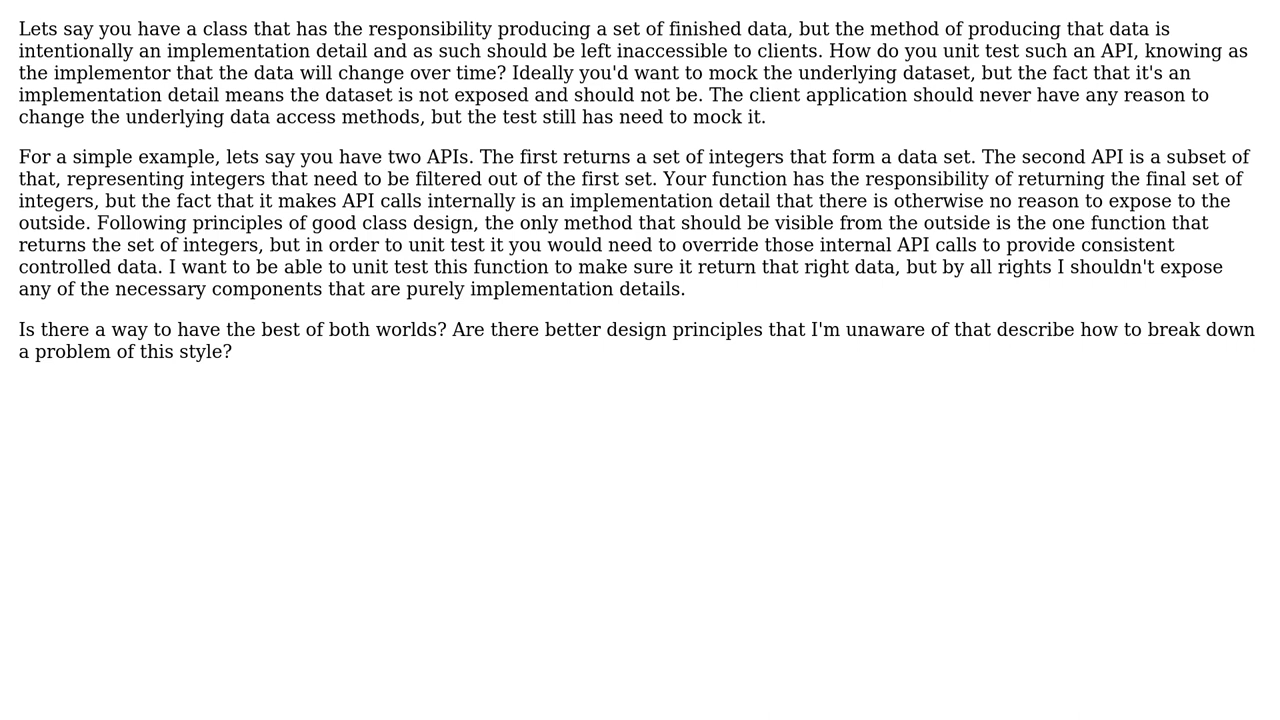 Lets say you have a class that has the responsibility producing a set of finished data, but the method of producing that data is
intentionally an implementation detail and as such should be left inaccessible to clients. How do you unit test such an API, knowing as
the implementor that the data will change over time? Ideally you'd want to mock the underlying dataset, but the fact that it's an
implementation detail means the dataset is not exposed and should not be. The client application should never have any reason to
change the underlying data access methods, but the test still has need to mock it.
For a simple example, lets say you have two APIs. The first returns a set of integers that form a data set. The second API is a subset of
that, representing integers that need to be filtered out of the first set. Your function has the responsibility of returning the final set of
integers, but the fact that it makes API calls internally is an implementation detail that there is otherwise no reason to expose to the
outside. Following principles of good class design, the only method that should be visible from the outside is the one function that
returns the set of integers, but in order to unit test it you would need to override those internal API calls to provide consistent
controlled data. I want to be able to unit test this function to make sure it return that right data, but by all rights I shouldn't expose
any of the necessary components that are purely implementation details.
Is there a way to have the best of both worlds? Are there better design principles that I'm unaware of that describe how to break down
a problem of this style?